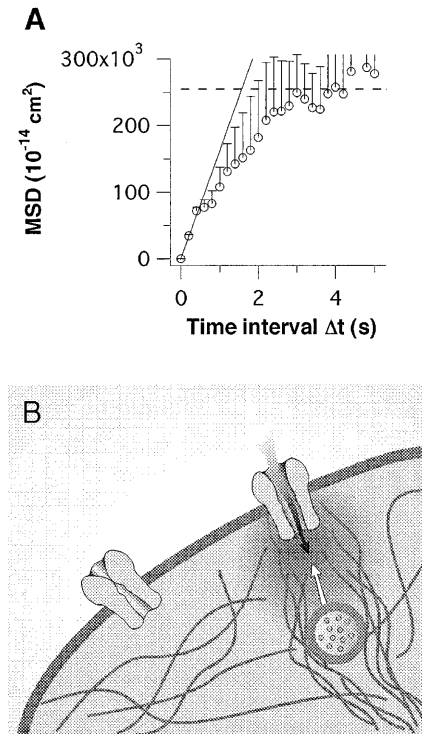 A
300x10³
200
100
0
MSD (10⁻¹⁴ cm²)
0 2 4
Time interval Δt (s)
B